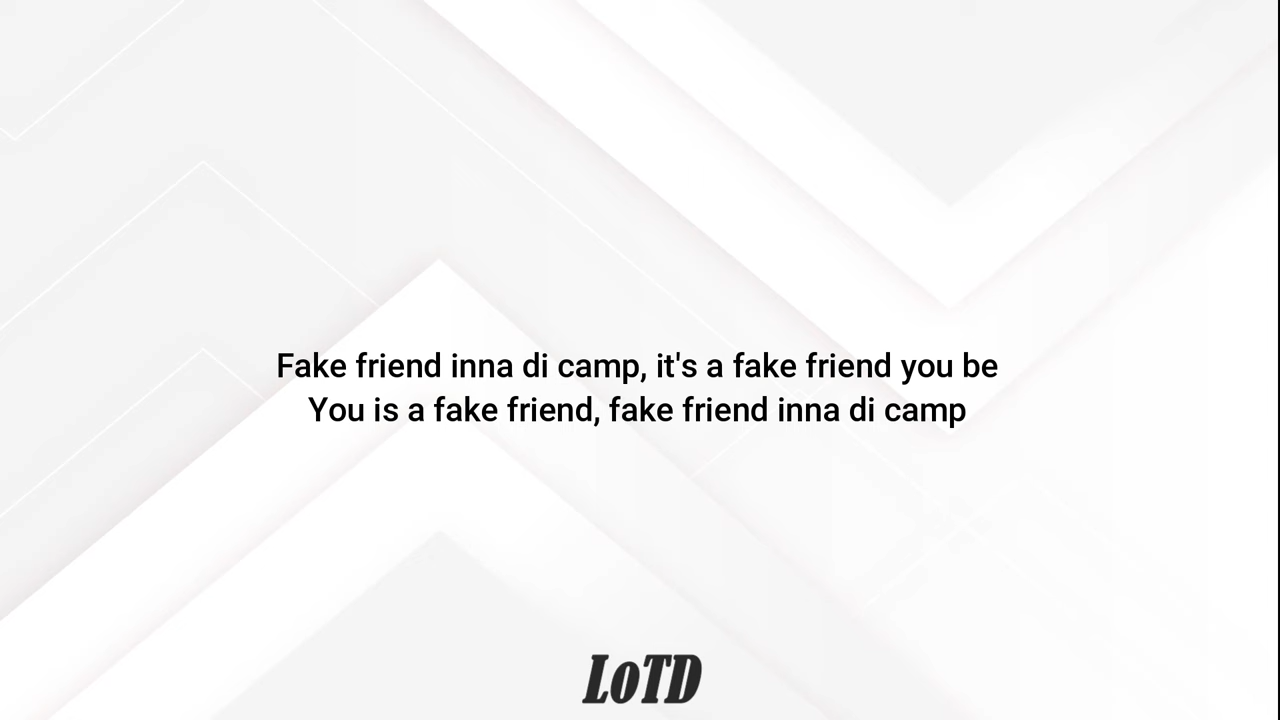 Fake friend inna di camp, it's a fake friend you be
You is a fake friend, fake friend inna di camp
LoTD